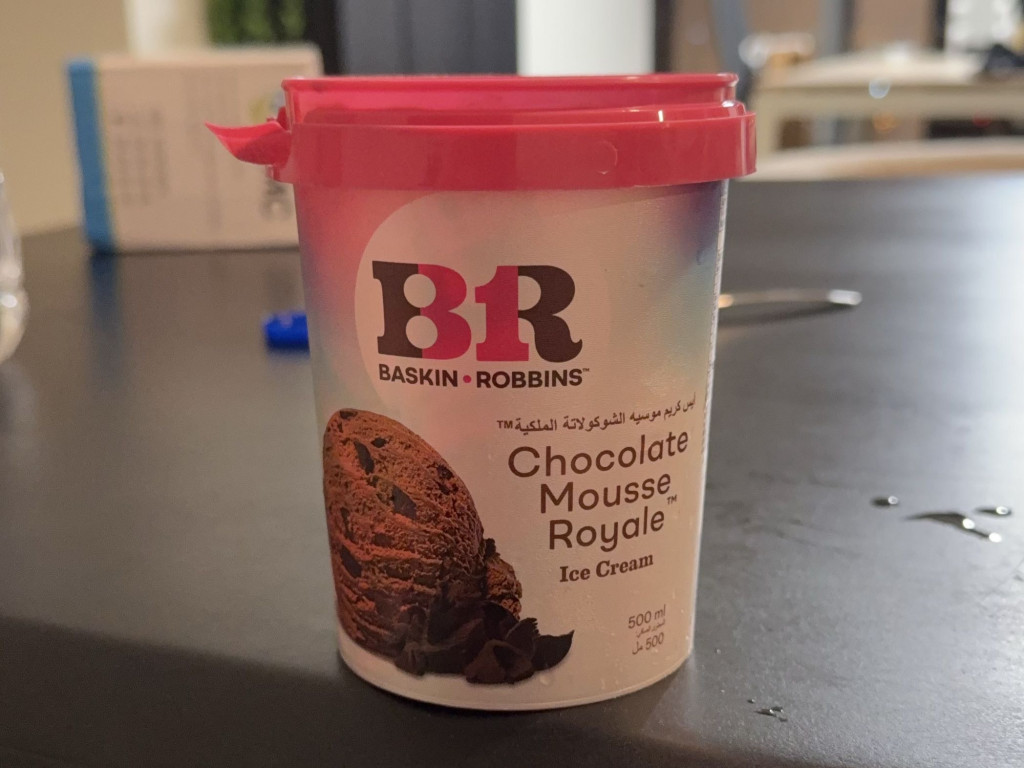 BR
BASKIN • ROBBINS™
آيس كريم موسيه الشوكولاتة الملكية™
Chocolate
Mousse
Royale™
Ice Cream
500 ml
500 مل